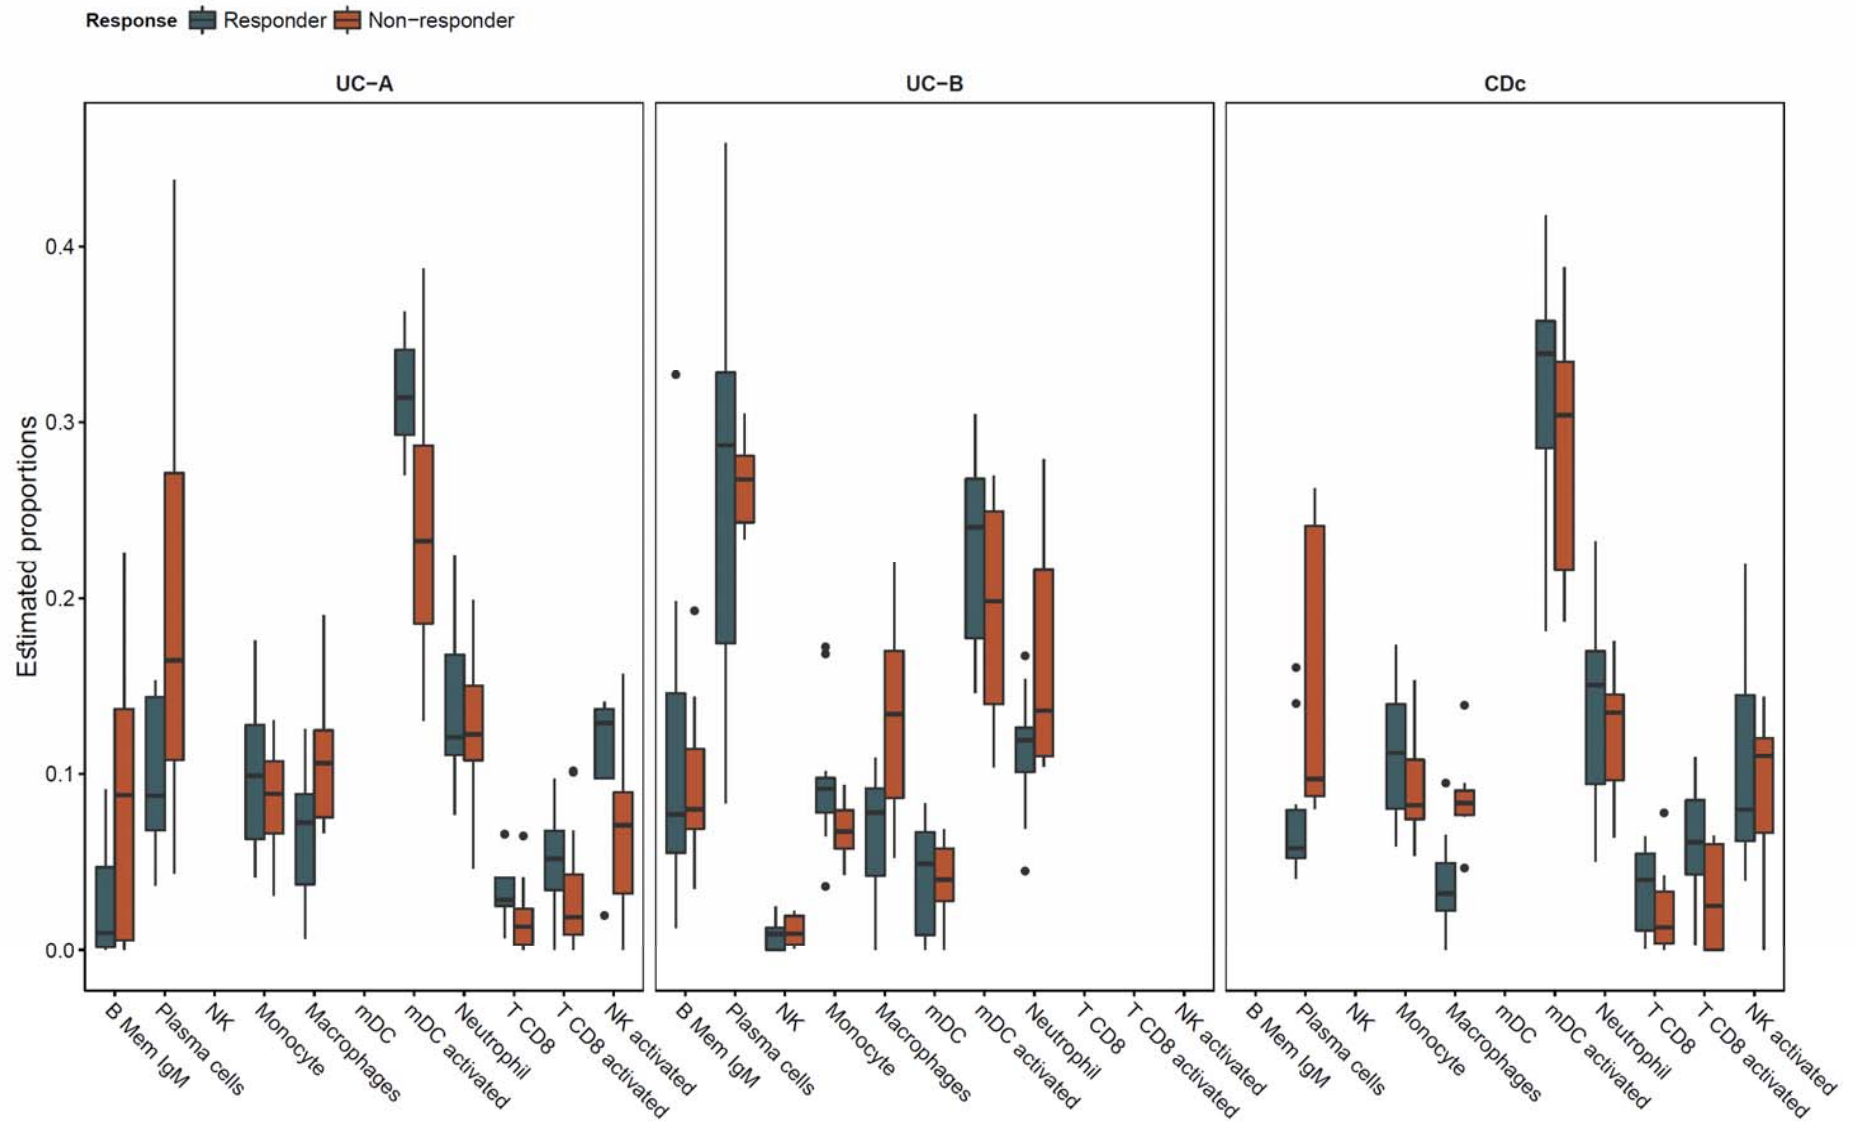 Response Responder Non-responder
UC-A UC-B CDc
Estimated proportions
0.4
0.3
0.2
0.1
0.0
B Mem IgM Plasma cells NK Monocyte Macrophages mDC mDC activated Neutrophil T CD8 T CD8 activated NK activated
B Mem IgM Plasma cells NK Monocyte Macrophages mDC mDC activated Neutrophil T CD8 T CD8 activated NK activated
B Mem IgM Plasma cells NK Monocyte Macrophages mDC mDC activated Neutrophil T CD8 T CD8 activated NK activated